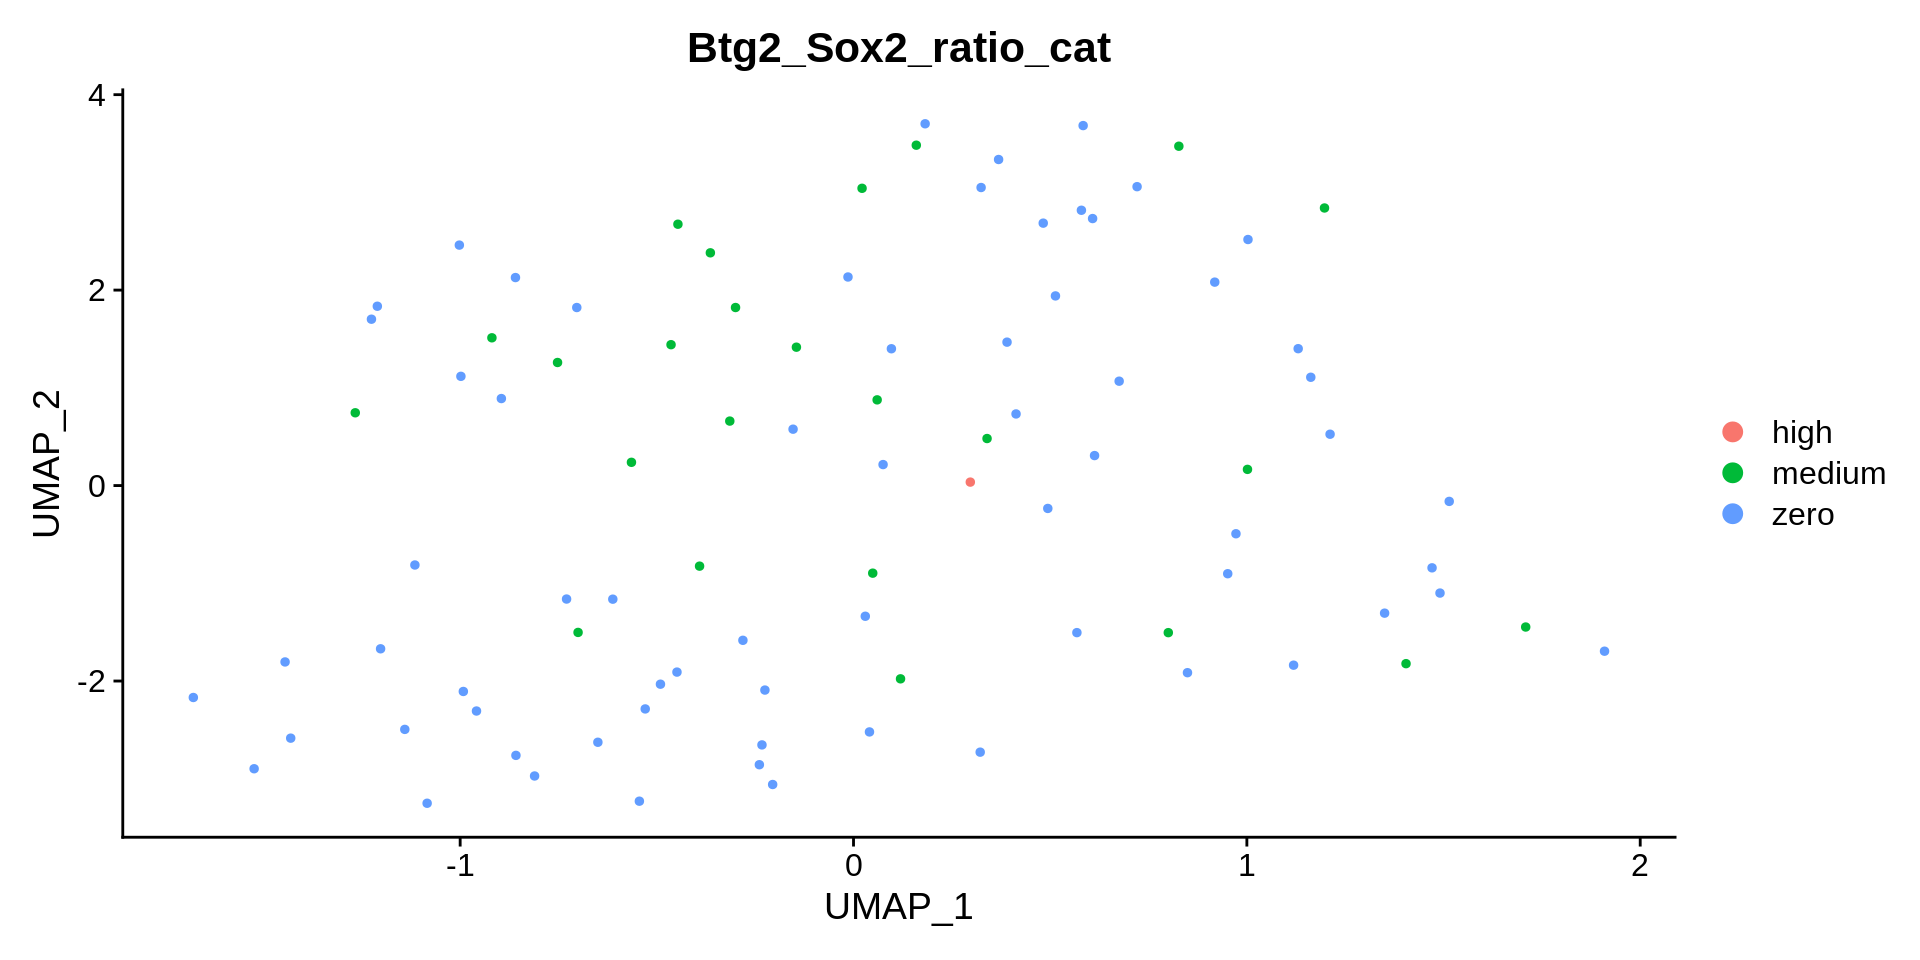 Btg2_Sox2_ratio_cat
4
2
0
-2
UMAP_2
-1 0 1 2
UMAP_1
high
medium
zero